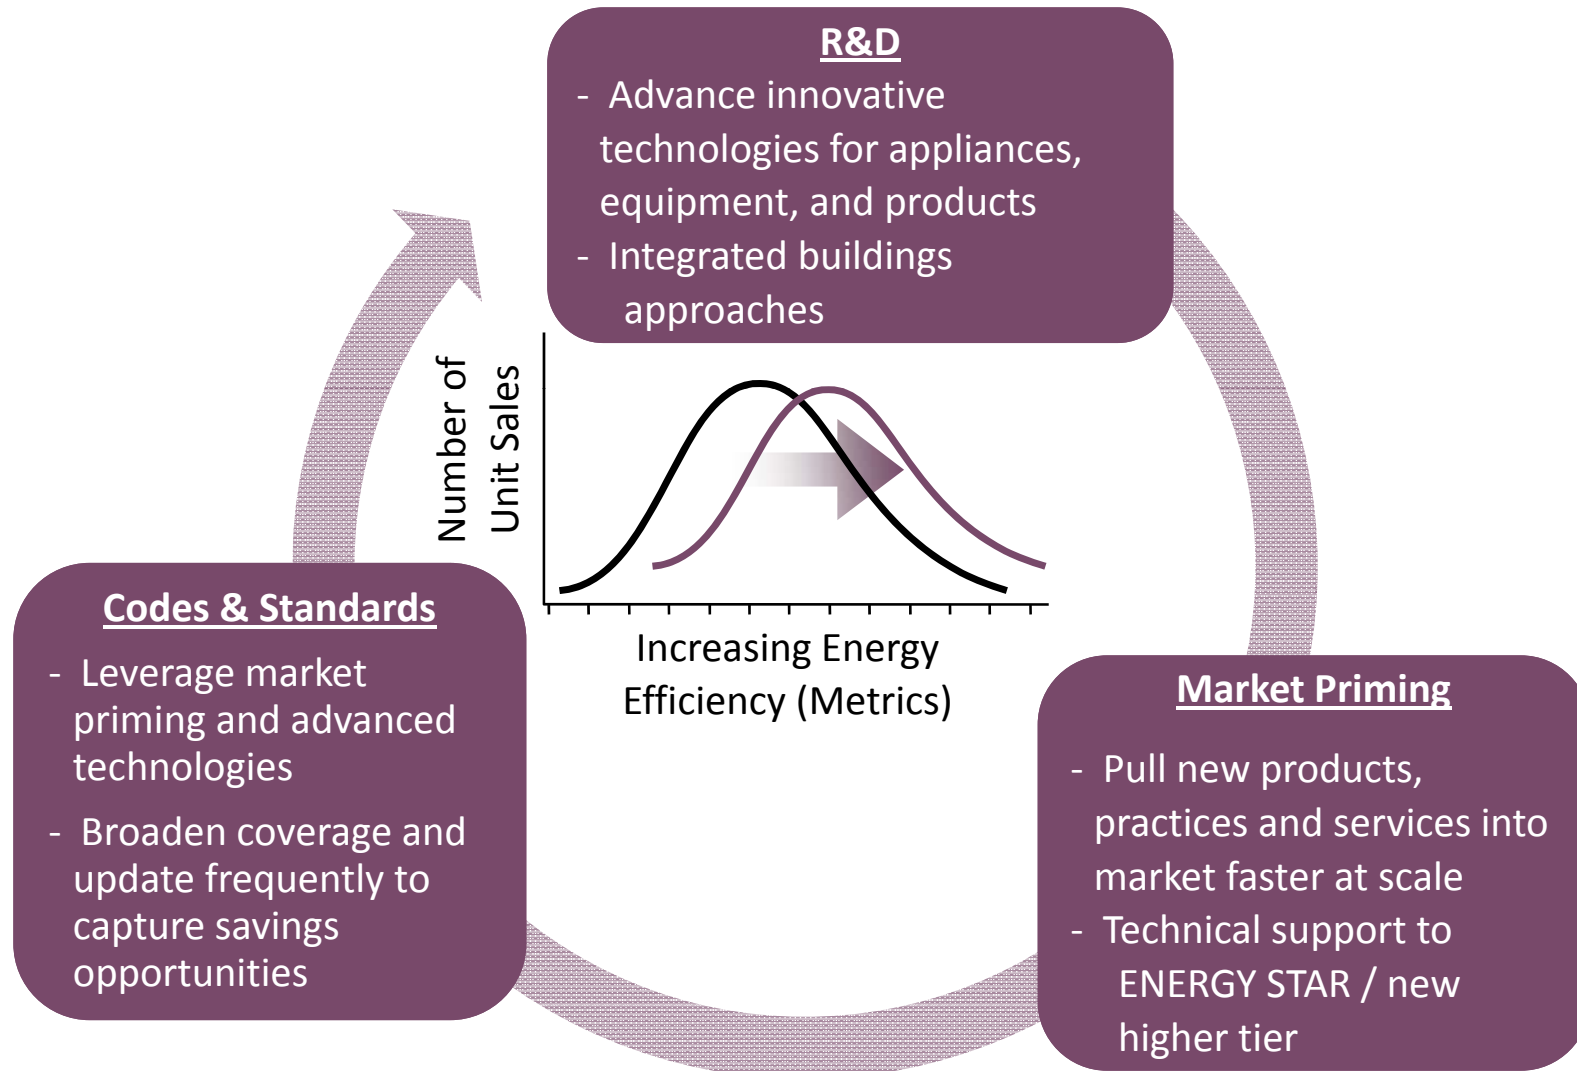 R&D
- Advance innovative
technologies for appliances,
equipment, and products
- Integrated buildings
approaches
Number of
Unit Sales
Increasing Energy
Efficiency (Metrics)
Codes & Standards
- Leverage market
priming and advanced
technologies
- Broaden coverage and
update frequently to
capture savings
opportunities
Market Priming
- Pull new products,
practices and services into
market faster at scale
- Technical support to
ENERGY STAR / new
higher tier